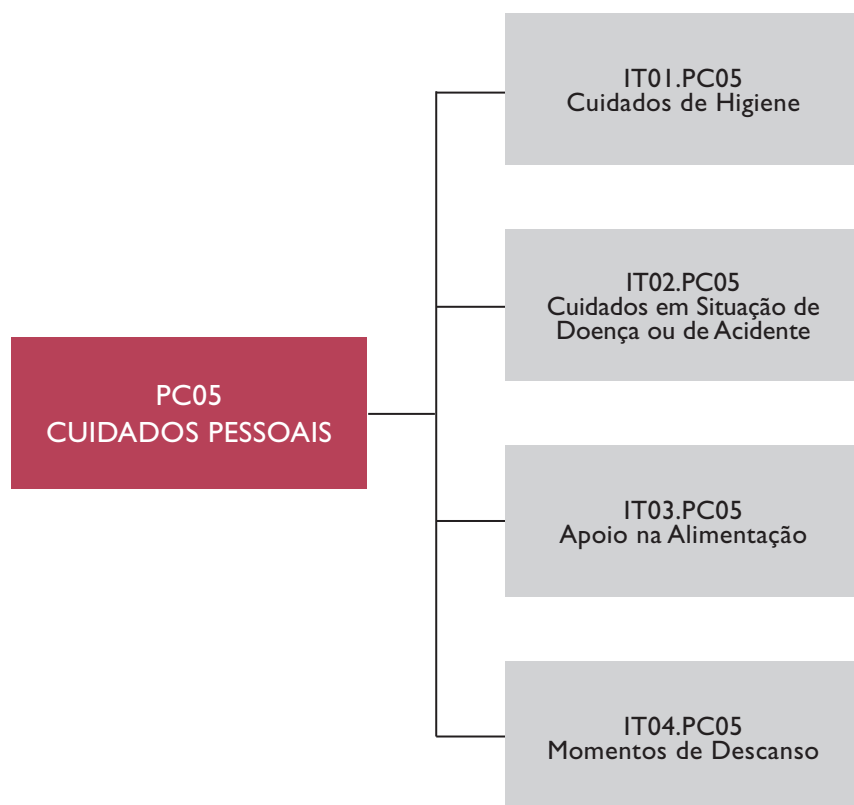 IT01.PC05
Cuidados de Higiene
IT02.PC05
Cuidados em Situação de
Doença ou de Acidente
PC05
CUIDADOS PESSOAIS
IT03.PC05
Apoio na Alimentação
IT04.PC05
Momentos de Descanso